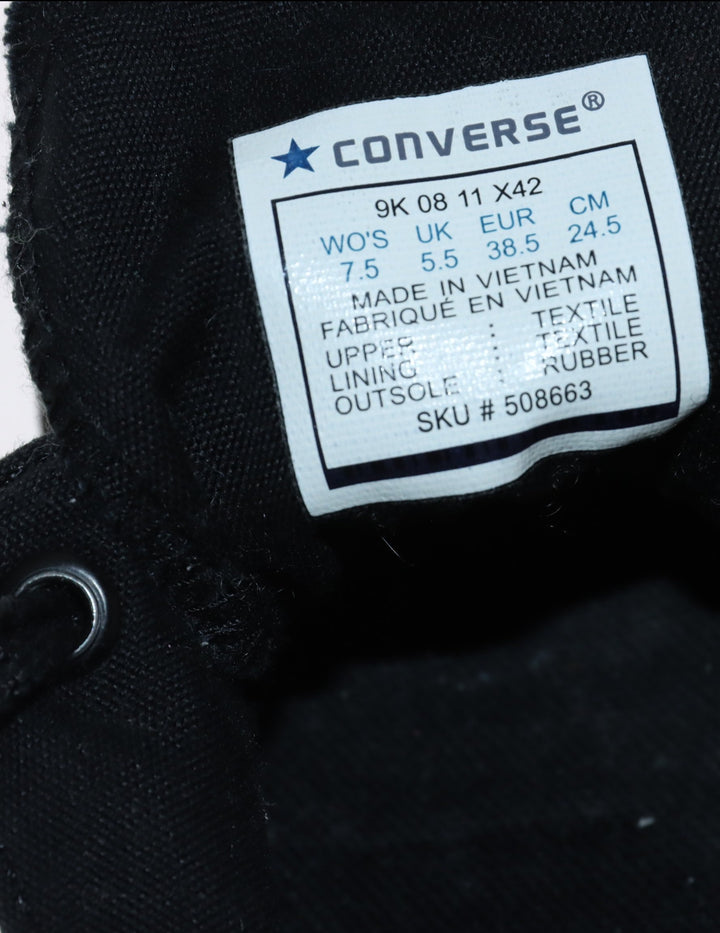 CONVERSE®
9K 08 11 X42
WO'S UK EUR CM
7.5 5.5 38.5 24.5
MADE IN VIETNAM
FABRIQUÉ EN VIETNAM
UPPER : TEXTILE
LINING : TEXTILE
OUTSOLE : RUBBER
SKU # 508663